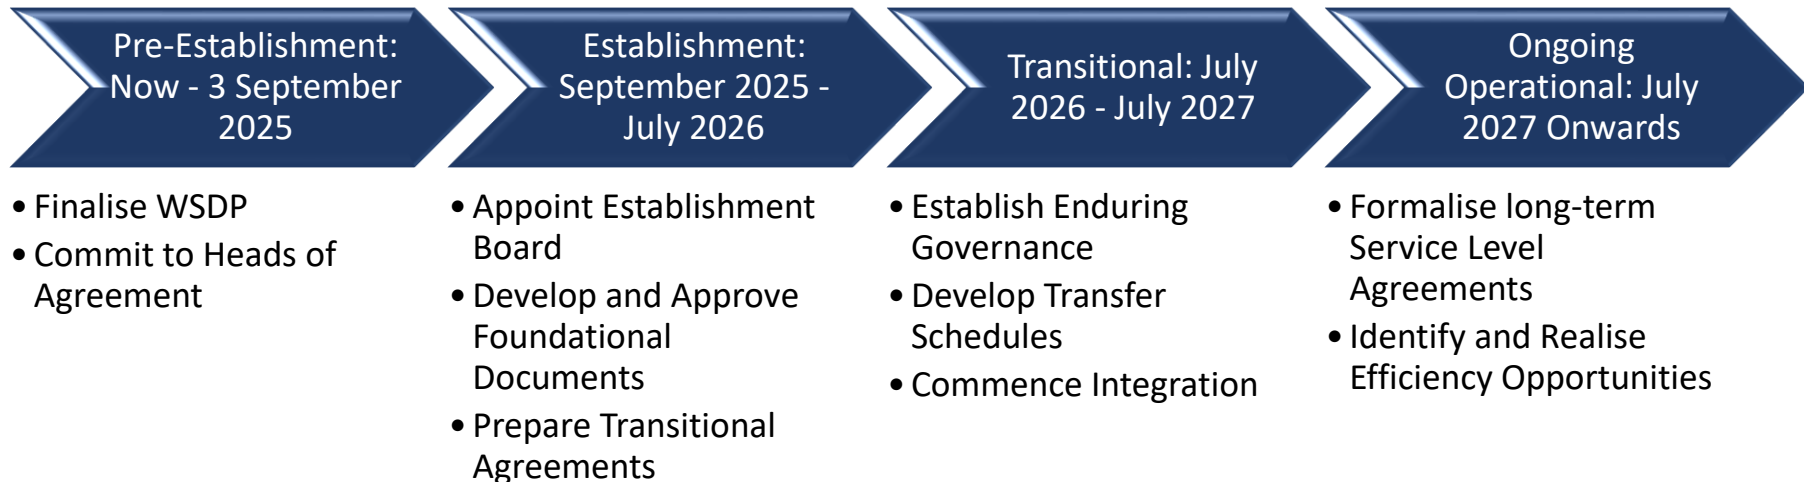 Pre-Establishment:
Now - 3 September
2025
• Finalise WSDP
• Commit to Heads of
Agreement
Establishment:
September 2025 -
July 2026
• Appoint Establishment
Board
• Develop and Approve
Foundational
Documents
• Prepare Transitional
Agreements
Transitional: July
2026 - July 2027
• Establish Enduring
Governance
• Develop Transfer
Schedules
• Commence Integration
Ongoing
Operational: July
2027 Onwards
• Formalise long-term
Service Level
Agreements
• Identify and Realise
Efficiency Opportunities